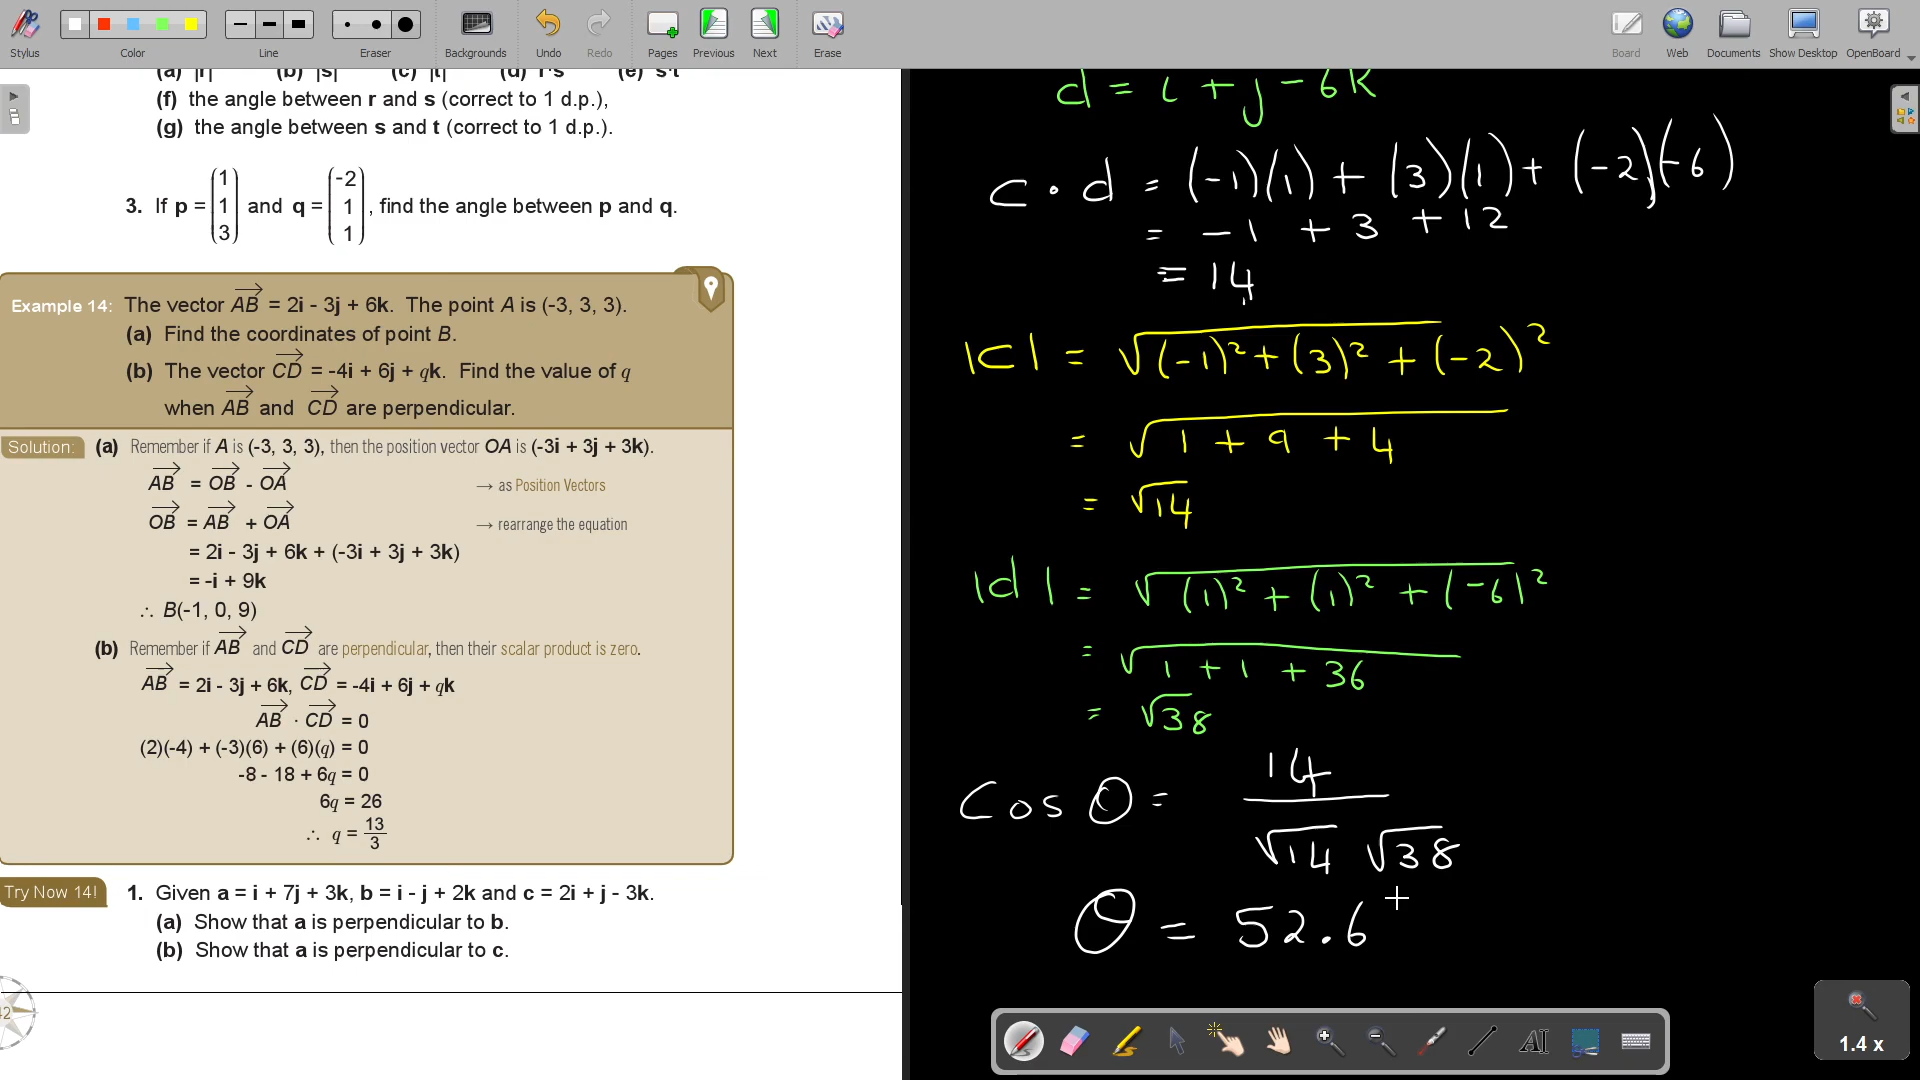 Stylus Color Line Eraser Backgrounds Undo Redo Pages Previous Next Erase Board Web Documents Show Desktop OpenBoard
(a) |r| (b) |s| (c) |t| (d) r·s (e) s·t
(f) the angle between r and s (correct to 1 d.p.),
(g) the angle between s and t (correct to 1 d.p.).
3. If p = (1 1 3) and q = (-2 1 1), find the angle between p and q.
Example 14: The vector AB = 2i - 3j + 6k. The point A is (-3, 3, 3).
(a) Find the coordinates of point B.
(b) The vector CD = -4i + 6j + qk. Find the value of q
when AB and CD are perpendicular.
Solution: (a) Remember if A is (-3, 3, 3), then the position vector OA is (-3i + 3j + 3k).
AB = OB - OA → as Position Vectors
OB = AB + OA → rearrange the equation
= 2i - 3j + 6k + (-3i + 3j + 3k)
= -i + 9k
∴ B(-1, 0, 9)
(b) Remember if AB and CD are perpendicular, then their scalar product is zero.
AB = 2i - 3j + 6k, CD = -4i + 6j + qk
AB · CD = 0
(2)(-4) + (-3)(6) + (6)(q) = 0
-8 - 18 + 6q = 0
6q = 26
∴ q = 13/3
Try Now 14! 1. Given a = i + 7j + 3k, b = i - j + 2k and c = 2i + j - 3k.
(a) Show that a is perpendicular to b.
(b) Show that a is perpendicular to c.
42
d = i + j - 6k
c · d = (-1)(1) + (3)(1) + (-2)(-6)
= -1 + 3 + 12
= 14
|c| = √(-1)² + (3)² + (-2)²
= √1 + 9 + 4
= √14
|d| = √(1)² + (1)² + (-6)²
= √1 + 1 + 36
= √38
Cos θ = 14 / √14 √38
θ = 52.6
1.4 x